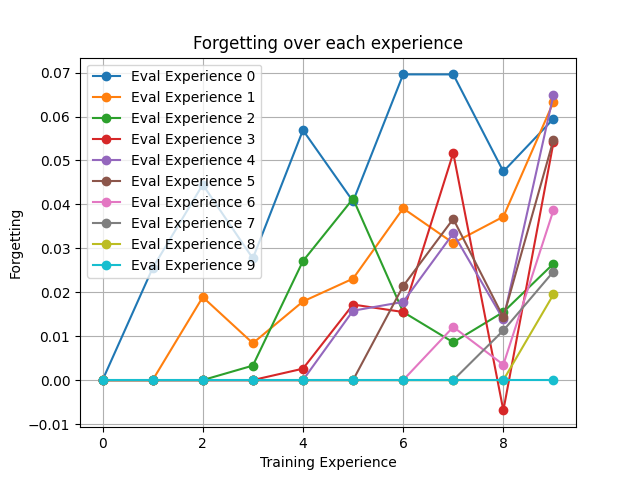 Forgetting over each experience
Eval Experience 0
Eval Experience 1
Eval Experience 2
Eval Experience 3
Eval Experience 4
Eval Experience 5
Eval Experience 6
Eval Experience 7
Eval Experience 8
Eval Experience 9
0.07
0.06
0.05
0.04
0.03
0.02
0.01
0.00
−0.01
Forgetting
0 2 4 6 8
Training Experience